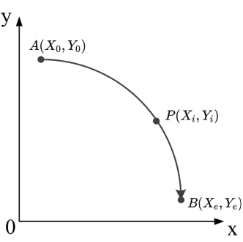 y
A(X₀,Y₀)
P(Xᵢ,Yᵢ)
B(Xₑ,Yₑ)
0
x